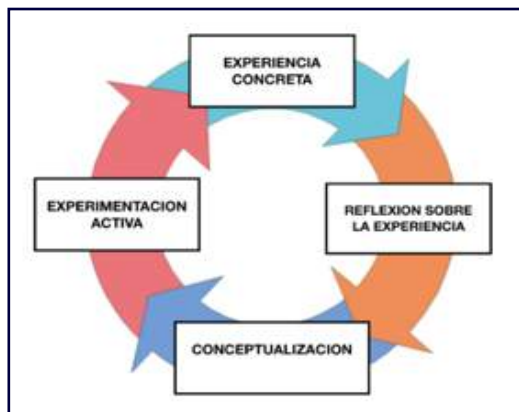 EXPERIENCIA
CONCRETA
REFLEXION SOBRE
LA EXPERIENCIA
CONCEPTUALIZACION
EXPERIMENTACION
ACTIVA